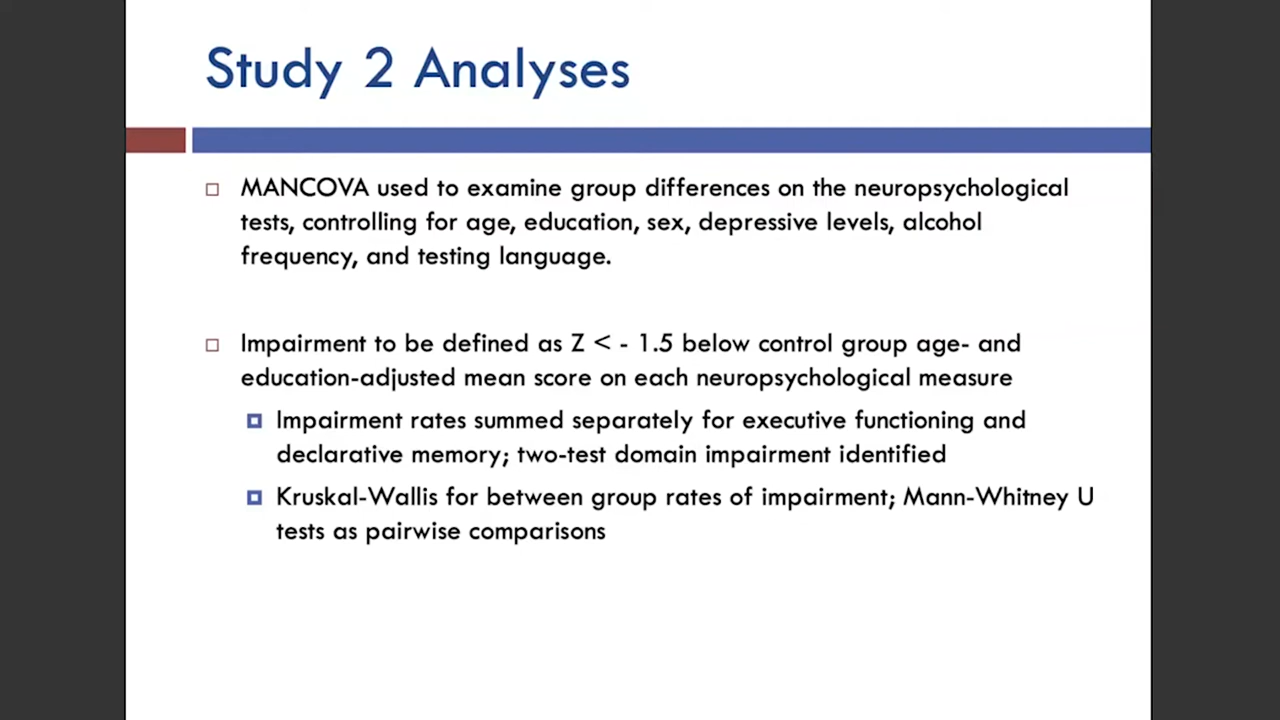 Study 2 Analyses
MANCOVA used to examine group differences on the neuropsychological
tests, controlling for age, education, sex, depressive levels, alcohol
frequency, and testing language.
Impairment to be defined as Z < - 1.5 below control group age- and
education-adjusted mean score on each neuropsychological measure
Impairment rates summed separately for executive functioning and
declarative memory; two-test domain impairment identified
Kruskal-Wallis for between group rates of impairment; Mann-Whitney U
tests as pairwise comparisons